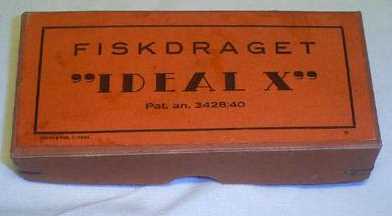 FISKDRAGET
”IDEAL X”
Pat. an. 3428/40